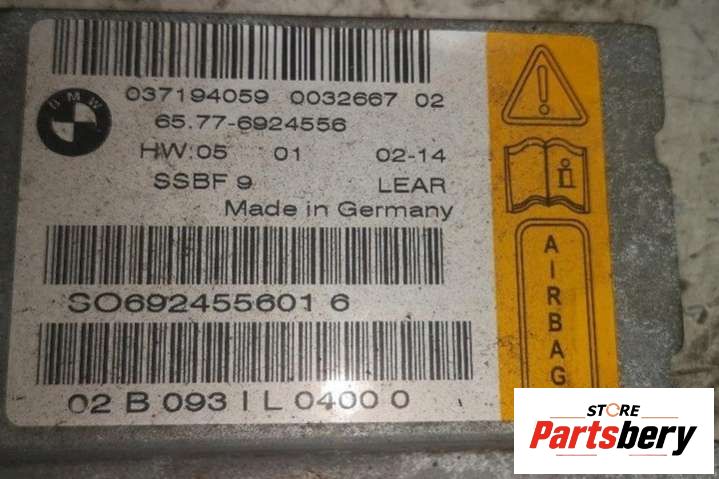 BMW
037194059 0032667 02
65.77-6924556
HW:05 01 02-14
SSBF 9 LEAR
Made in Germany
SO692455601 6
02 B 093 I L 0400 0
AIRBAG
STORE
Partsbery